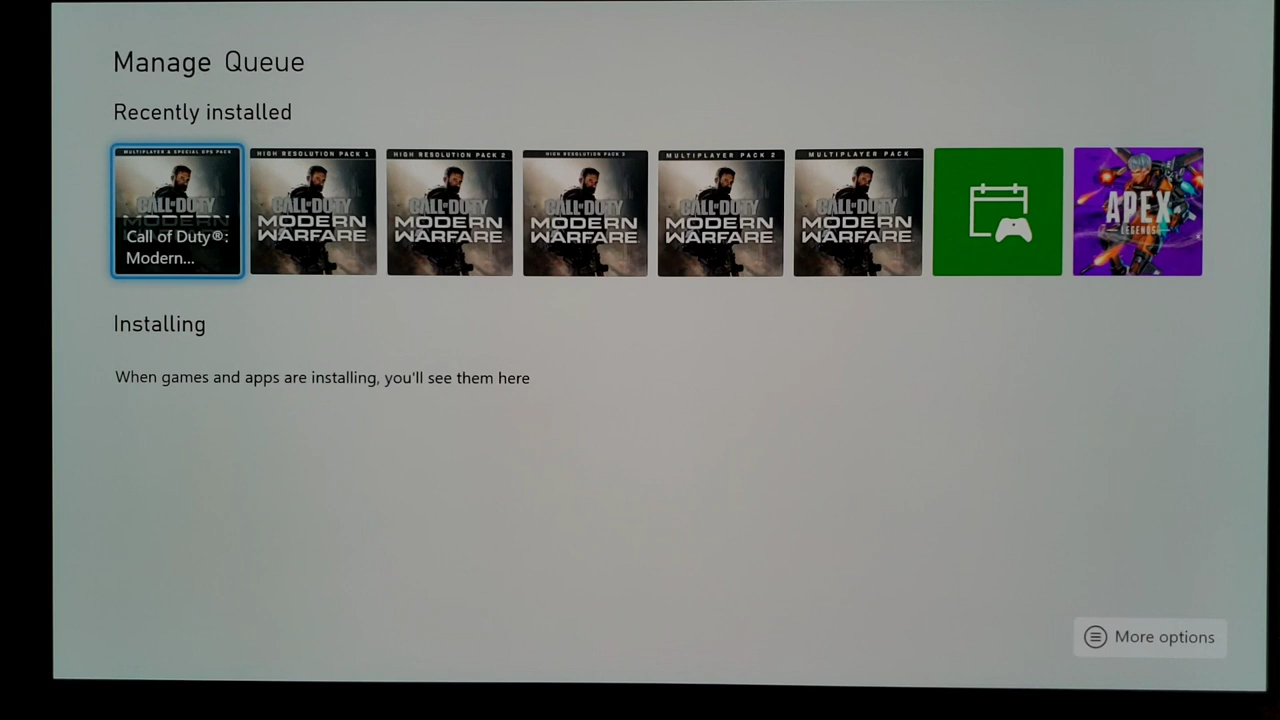 Manage Queue
Recently installed
MULTIPLAYER & SPECIAL OPS PACK
CALL OF DUTY
MODERN
Call of Duty®:
Modern...
HIGH RESOLUTION PACK 1
CALL OF DUTY
MODERN
WARFARE
HIGH RESOLUTION PACK 2
CALL OF DUTY
MODERN
WARFARE
HIGH RESOLUTION PACK 3
CALL OF DUTY
MODERN
WARFARE
MULTIPLAYER PACK 2
CALL OF DUTY
MODERN
WARFARE
MULTIPLAYER PACK
CALL OF DUTY
MODERN
WARFARE
APEX
LEGENDS
Installing
When games and apps are installing, you'll see them here
More options